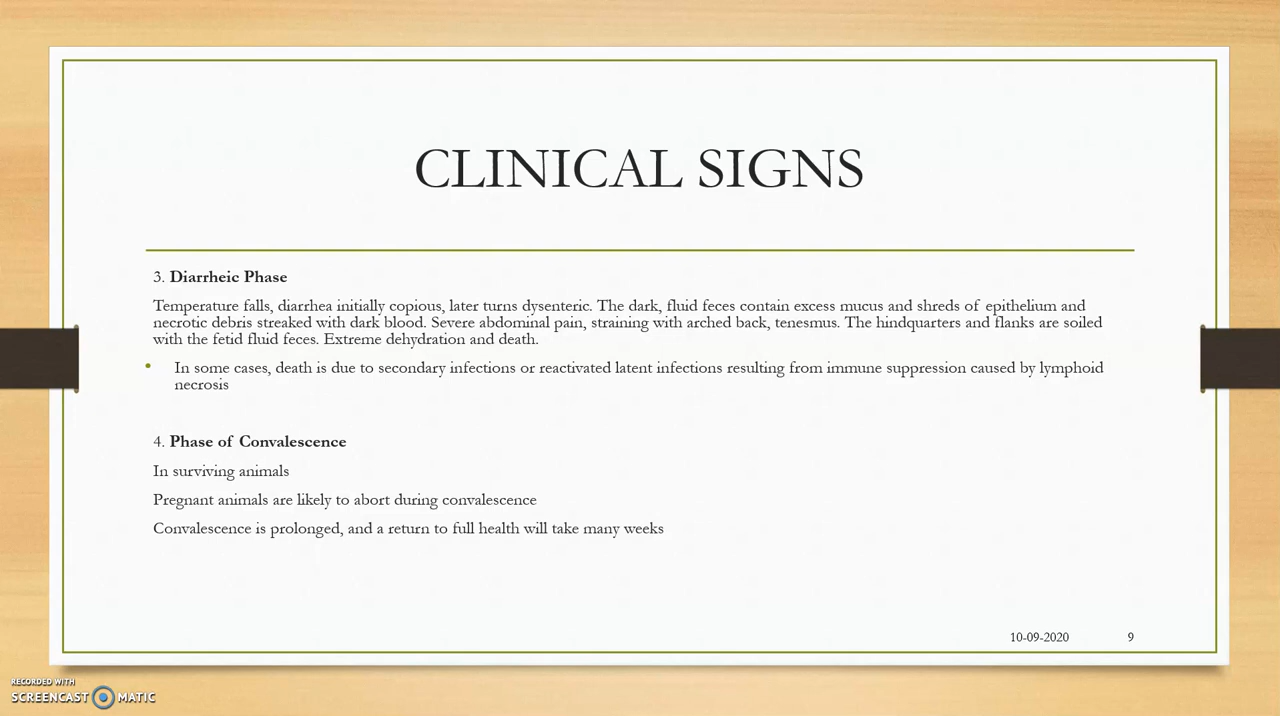 CLINICAL SIGNS
3. Diarrheic Phase
Temperature falls, diarrhea initially copious, later turns dysenteric. The dark, fluid feces contain excess mucus and shreds of epithelium and
necrotic debris streaked with dark blood. Severe abdominal pain, straining with arched back, tenesmus. The hindquarters and flanks are soiled
with the fetid fluid feces. Extreme dehydration and death.
• In some cases, death is due to secondary infections or reactivated latent infections resulting from immune suppression caused by lymphoid
necrosis
4. Phase of Convalescence
In surviving animals
Pregnant animals are likely to abort during convalescence
Convalescence is prolonged, and a return to full health will take many weeks
10-09-2020 9
RECORDED WITH
SCREENCAST MATIC